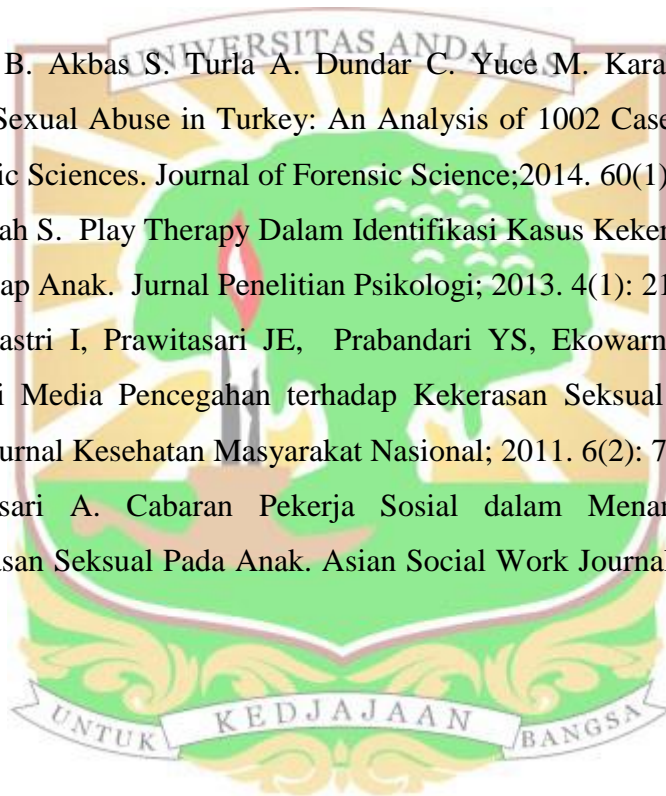 UNIVERSITAS ANDALAS
B. Akbas S. Turla A. Dundar C. Yuce M. Kara
Sexual Abuse in Turkey: An Analysis of 1002 Case
ic Sciences. Journal of Forensic Science;2014. 60(1)
ah S. Play Therapy Dalam Identifikasi Kasus Keker
ap Anak. Jurnal Penelitian Psikologi; 2013. 4(1): 21
astri I, Prawitasari JE, Prabandari YS, Ekowarn
i Media Pencegahan terhadap Kekerasan Seksual
urnal Kesehatan Masyarakat Nasional; 2011. 6(2): 7
sari A. Cabaran Pekerja Sosial dalam Menan
asan Seksual Pada Anak. Asian Social Work Journal
UNTUK KEDJAJAAN BANGSA